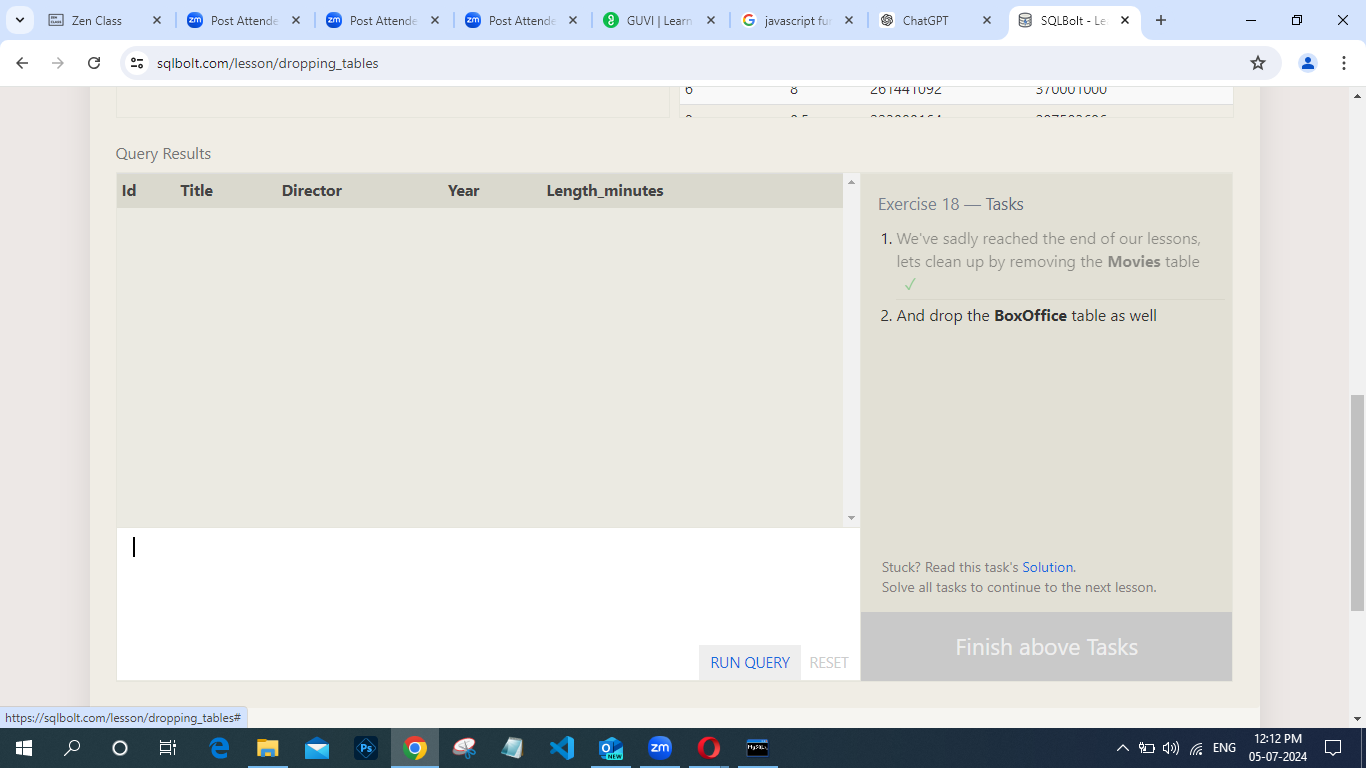 Zen Class
Post Attende
Post Attende
Post Attende
GUVI | Learn
javascript fun
ChatGPT
SQLBolt - Le
sqlbolt.com/lesson/dropping_tables
6 8 261441092 370001000
Query Results
Id Title Director Year Length_minutes
Exercise 18 — Tasks
1. We've sadly reached the end of our lessons,
lets clean up by removing the Movies table
✓
2. And drop the BoxOffice table as well
Stuck? Read this task's Solution.
Solve all tasks to continue to the next lesson.
RUN QUERY RESET
Finish above Tasks
https://sqlbolt.com/lesson/dropping_tables#
ENG
12:12 PM
05-07-2024